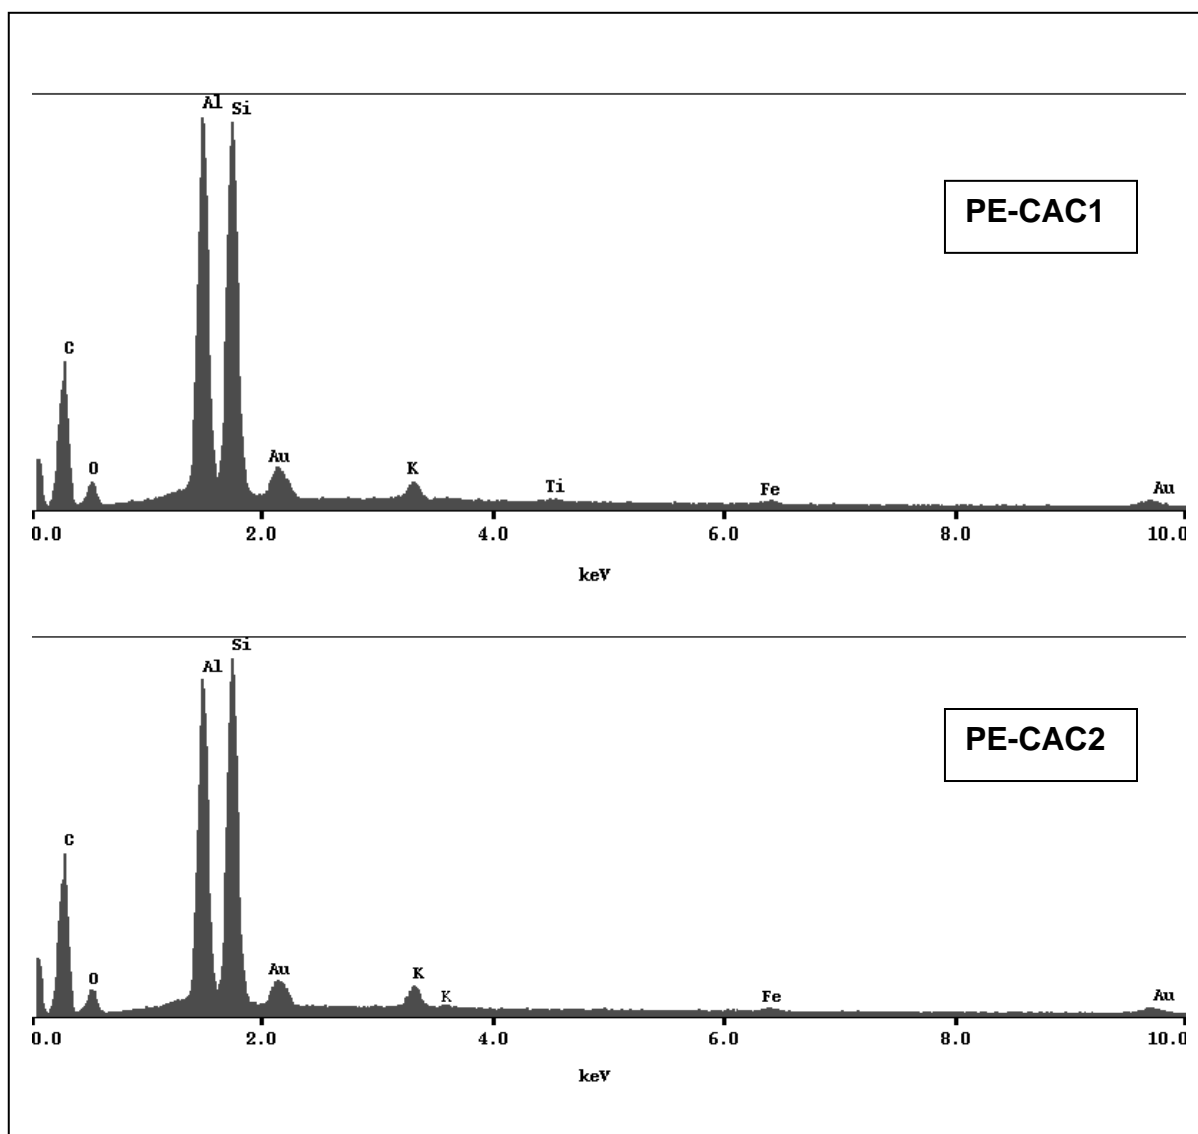 Al Si
PE-CAC1
C
O Au K Ti Fe Au
0.0 2.0 4.0 6.0 8.0 10.0
keV
Si
Al
PE-CAC2
C
O Au K K Fe Au
0.0 2.0 4.0 6.0 8.0 10.0
keV